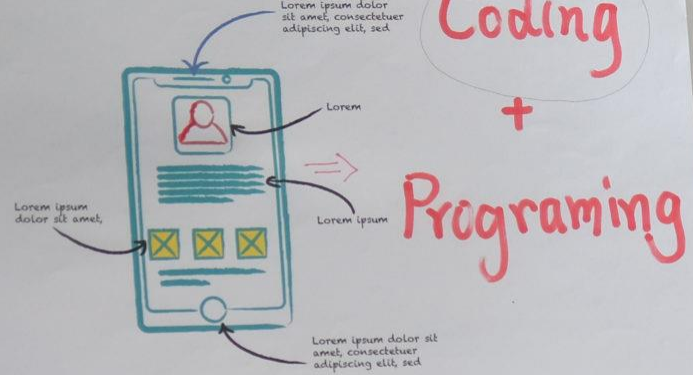 Lorem ipsum dolor
sit amet, consectetuer
adipiscing elit, sed
Coding
+
Lorem
Programing
Lorem ipsum
dolor sit amet,
Lorem ipsum
Lorem ipsum dolor sit
amet, consectetuer
adipiscing elit, sed